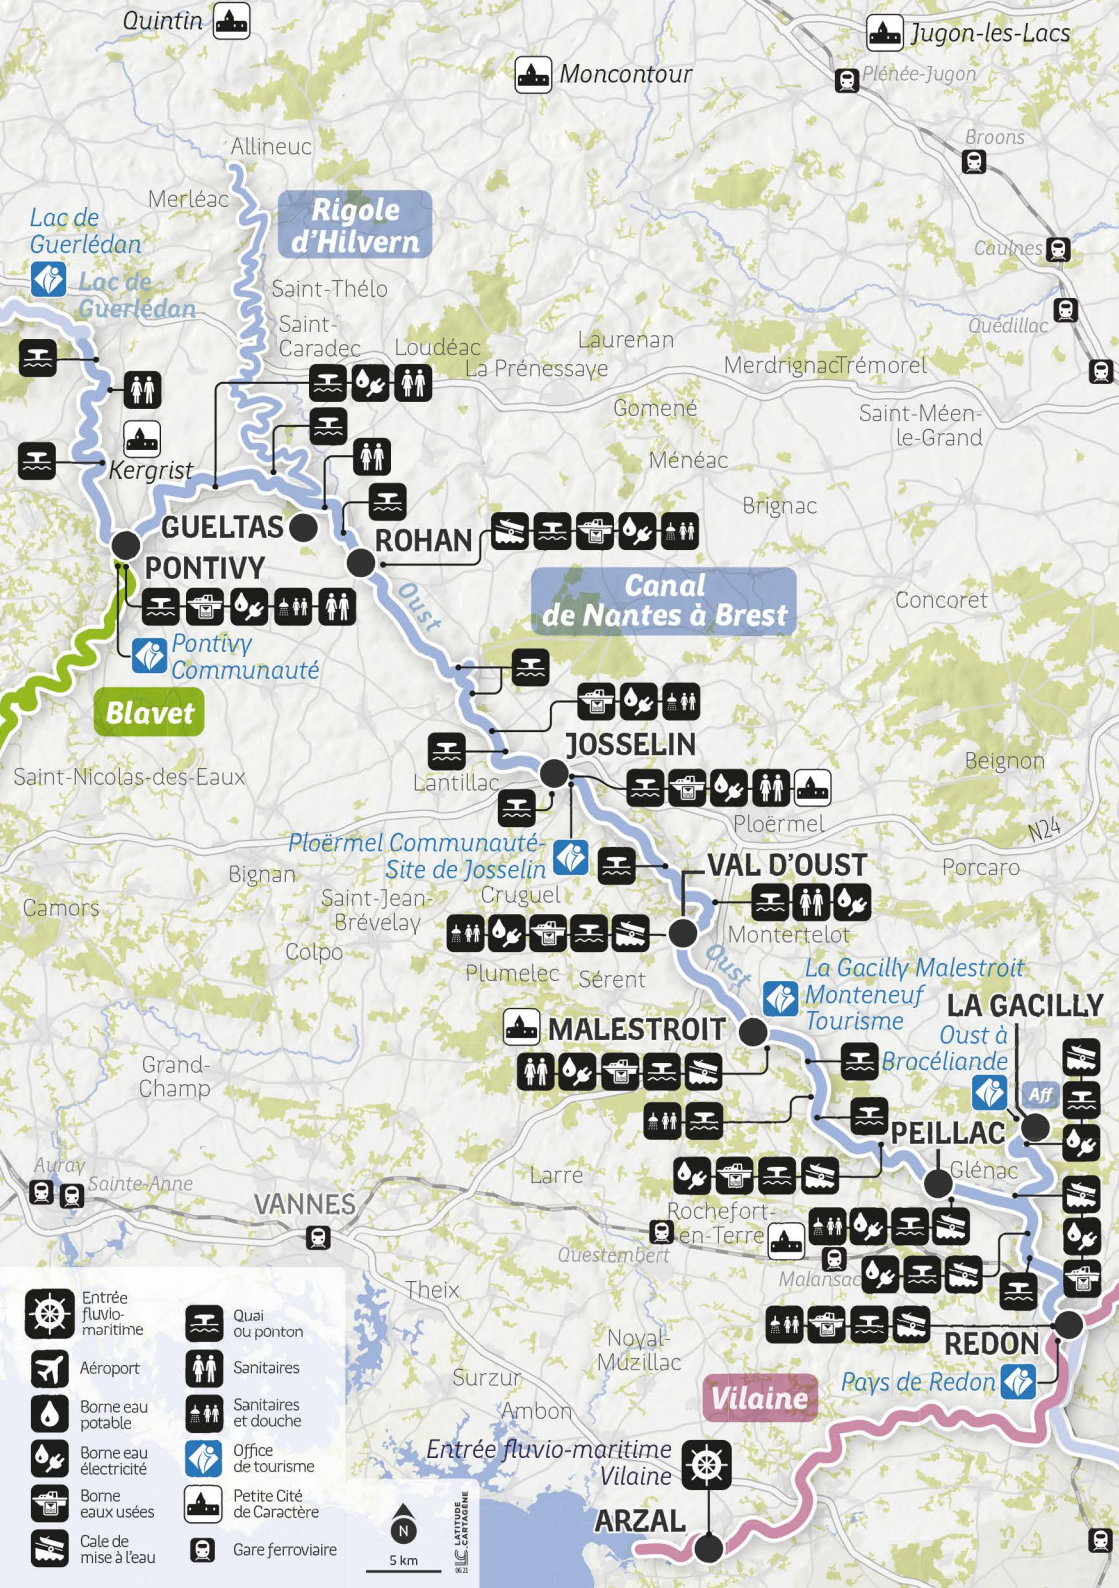 Quintin
Jugon-les-Lacs
Moncontour
Plénée-Jugon
Broons
Allineuc
Merléac
Rigole
d'Hilvern
Lac de
Guerlédan
Caulnes
Lac de
Guerlédan
Saint-Thélo
Quédillac
Saint-
Caradec
Loudéac
Laurenan
La Prénessaye
Merdrignac
Trémorel
Gomené
Saint-Méen-
le-Grand
Kergrist
Ménéac
Brignac
GUELTAS
ROHAN
PONTIVY
Oust
Canal
de Nantes à Brest
Concoret
Pontivy
Communauté
Blavet
JOSSELIN
Saint-Nicolas-des-Eaux
Lantillac
Beignon
Ploërmel
N24
Ploërmel Communauté-
Site de Josselin
VAL D'OUST
Bignan
Porcaro
Cruguel
Saint-Jean-
Brévelay
Camors
Montertelot
Colpo
Oust
Plumelec
Sérent
La Gacilly Malestroit
Monteneuf
Tourisme
LA GACILLY
MALESTROIT
Oust à
Brocéliande
Grand-
Champ
Aff
PEILLAC
Auray
Sainte-Anne
Larre
Glénac
VANNES
Rochefort-
en-Terre
Questembert
Malansac
Theix
REDON
Noyal-
Muzillac
Surzur
Pays de Redon
Vilaine
Ambon
Entrée fluvio-maritime
Vilaine
ARZAL
Entrée
fluvio-
maritime
Aéroport
Borne eau
potable
Borne eau
électricité
Borne
eaux usées
Cale de
mise à l'eau
Quai
ou ponton
Sanitaires
Sanitaires
et douche
Office
de tourisme
Petite Cité
de Caractère
Gare ferroviaire
N
5 km
LATITUDE
CARTAGÈNE
06.21